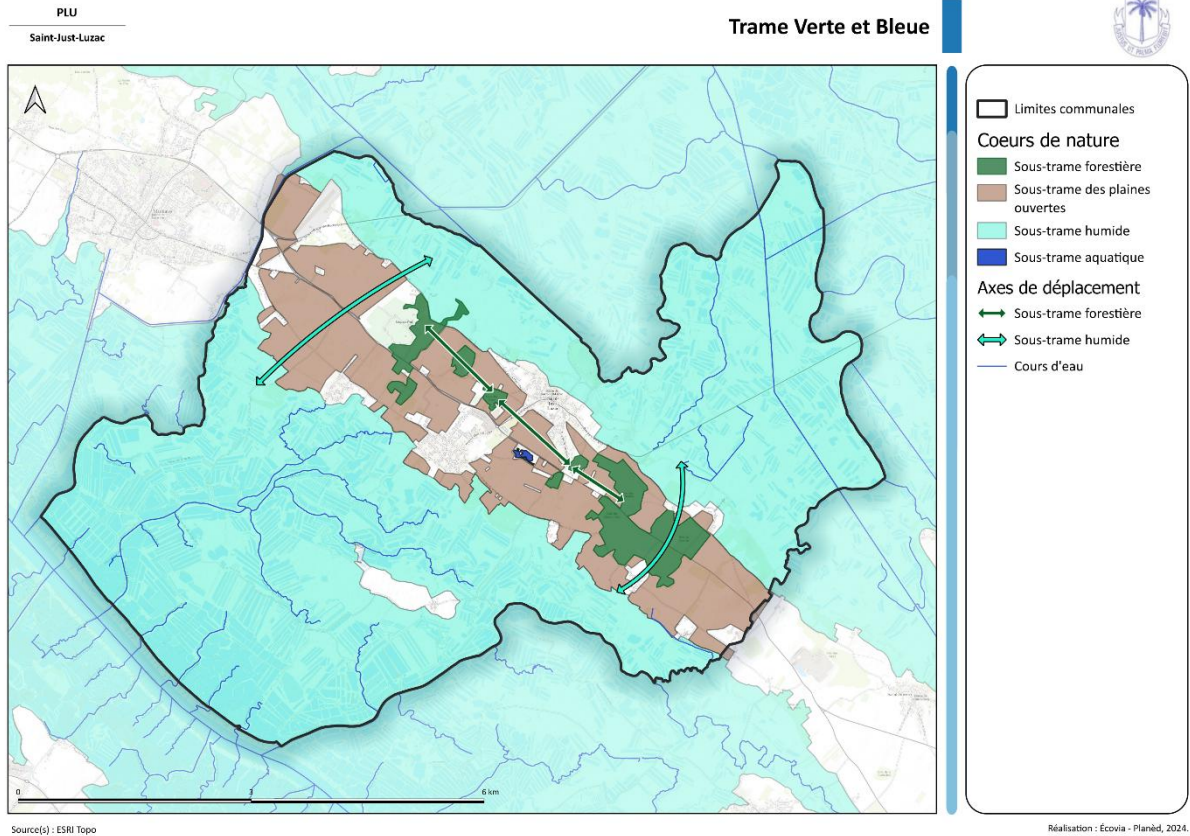 PLU
Saint-Just-Luzac
Trame Verte et Bleue
Limites communales
Coeurs de nature
Sous-trame forestière
Sous-trame des plaines
ouvertes
Sous-trame humide
Sous-trame aquatique
Axes de déplacement
Sous-trame forestière
Sous-trame humide
Cours d'eau
0
3
6 km
Source(s) : ESRI Topo
Réalisation : Écovia - Planèd, 2024.